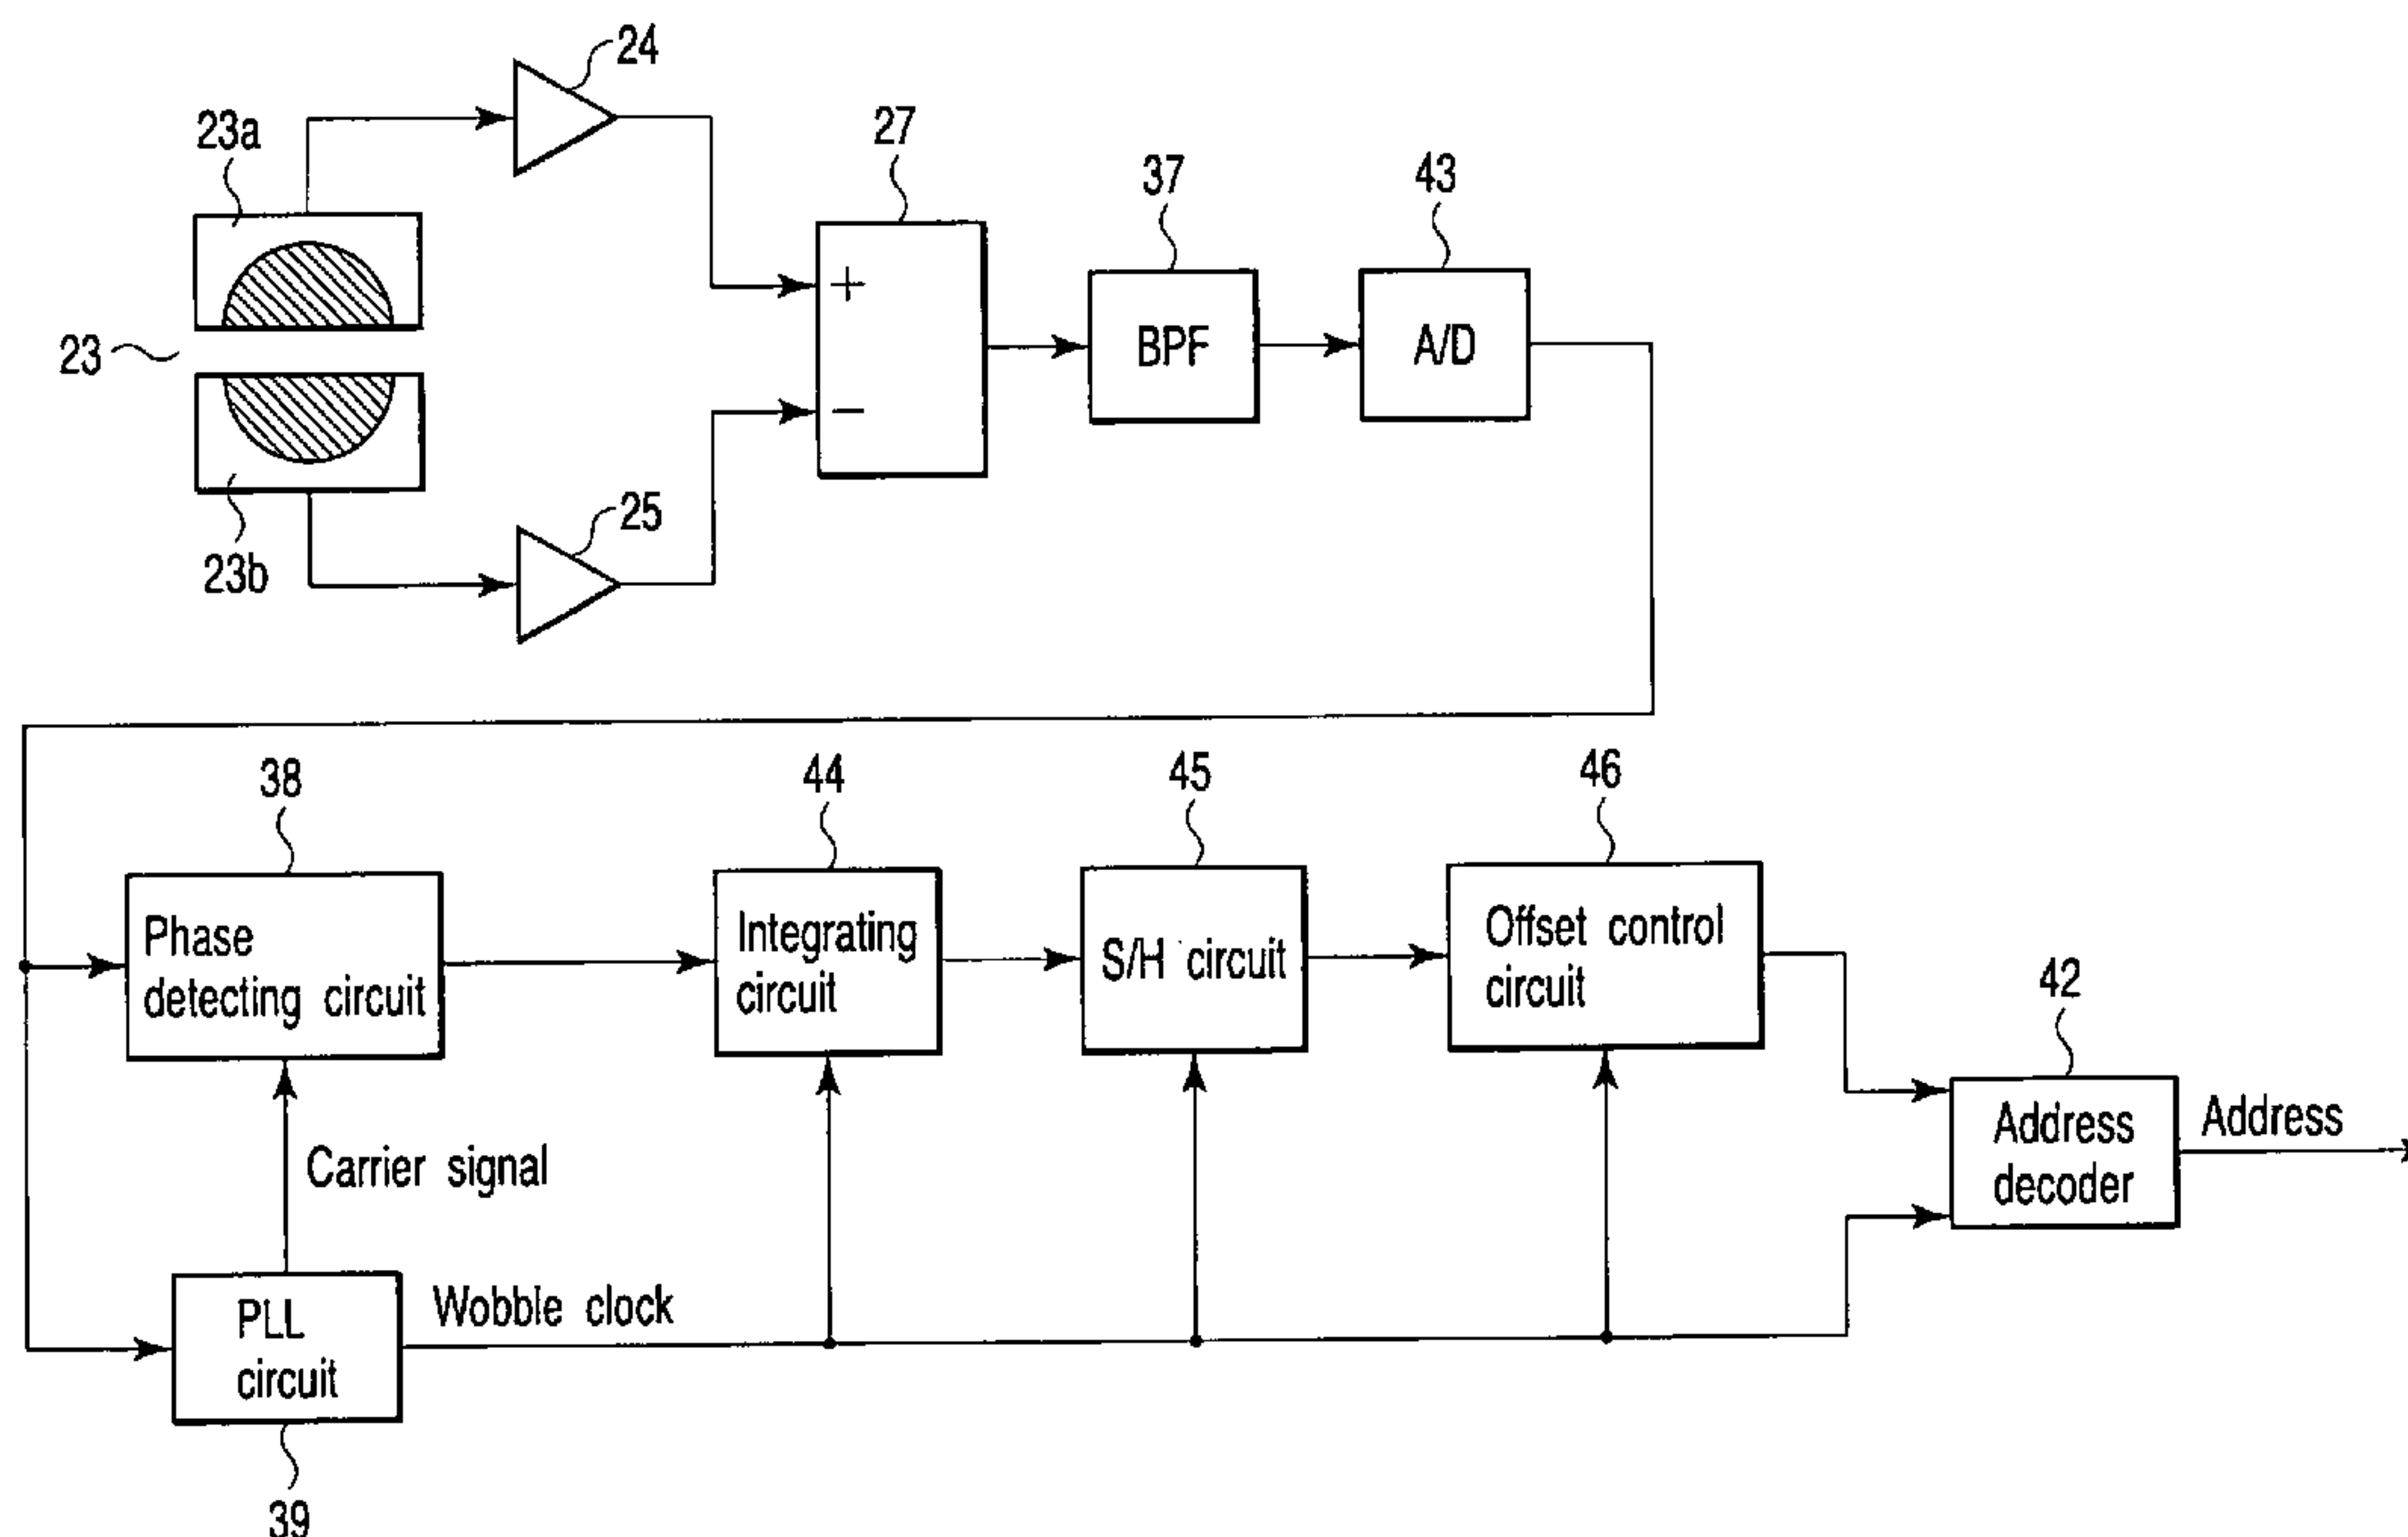 24
23a
27
37
43
+
BPF
A/D
23
−
25
23b
38
44
45
46
Phase
detecting circuit
Integrating
circuit
S/H circuit
Offset control
circuit
42
Address
decoder
Address
Carrier signal
PLL
circuit
Wobble clock
39